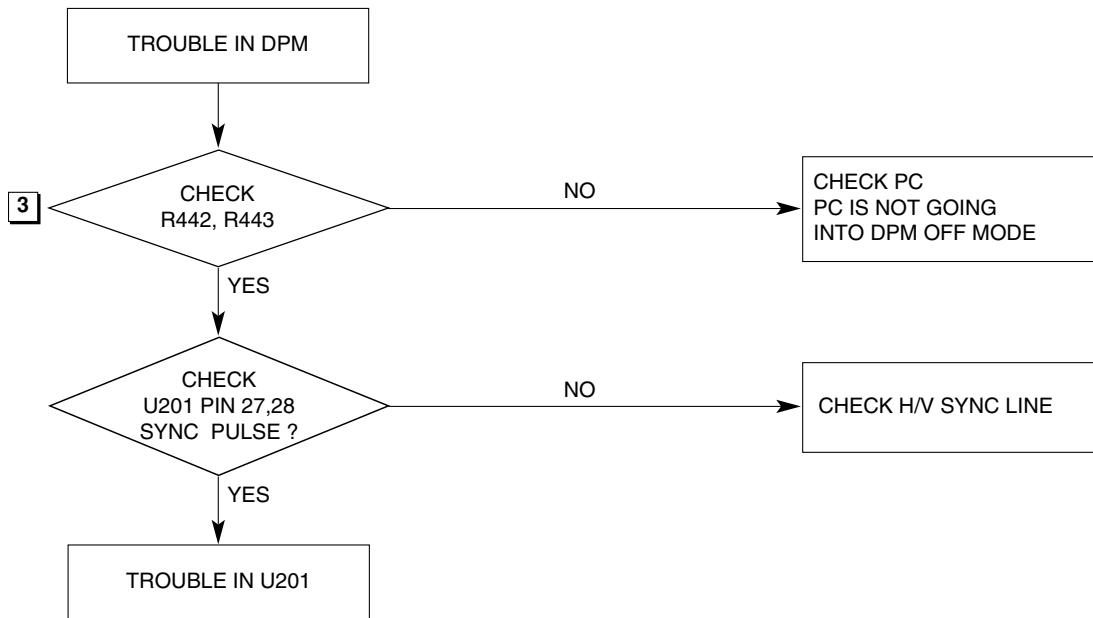 TROUBLE IN DPM
3
CHECK
R442, R443
NO
CHECK PC
PC IS NOT GOING
INTO DPM OFF MODE
YES
CHECK
U201 PIN 27,28
SYNC PULSE ?
NO
CHECK H/V SYNC LINE
YES
TROUBLE IN U201